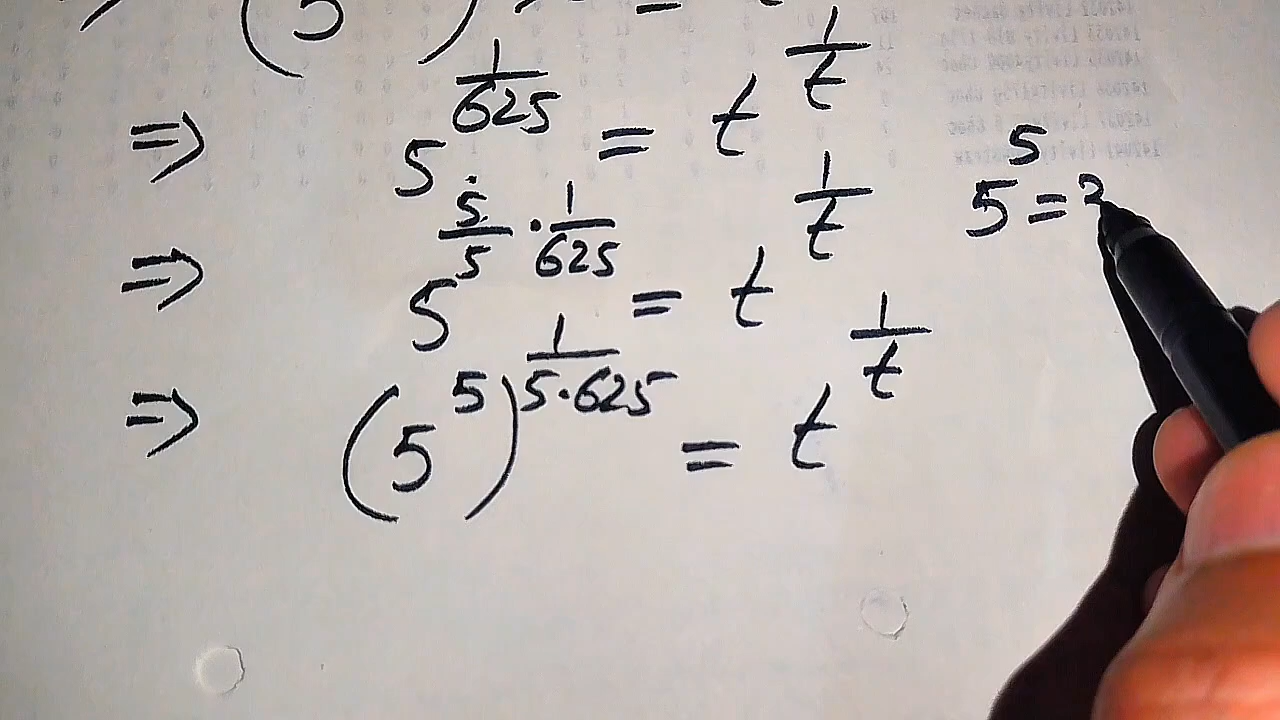 (5) =
⇒ 5^(1/625) = t^(1/t)
⇒ 5^(5/5 · 1/625) = t^(1/t)
⇒ (5^5)^(1/(5·625)) = t^(1/t)
5^5 = 3